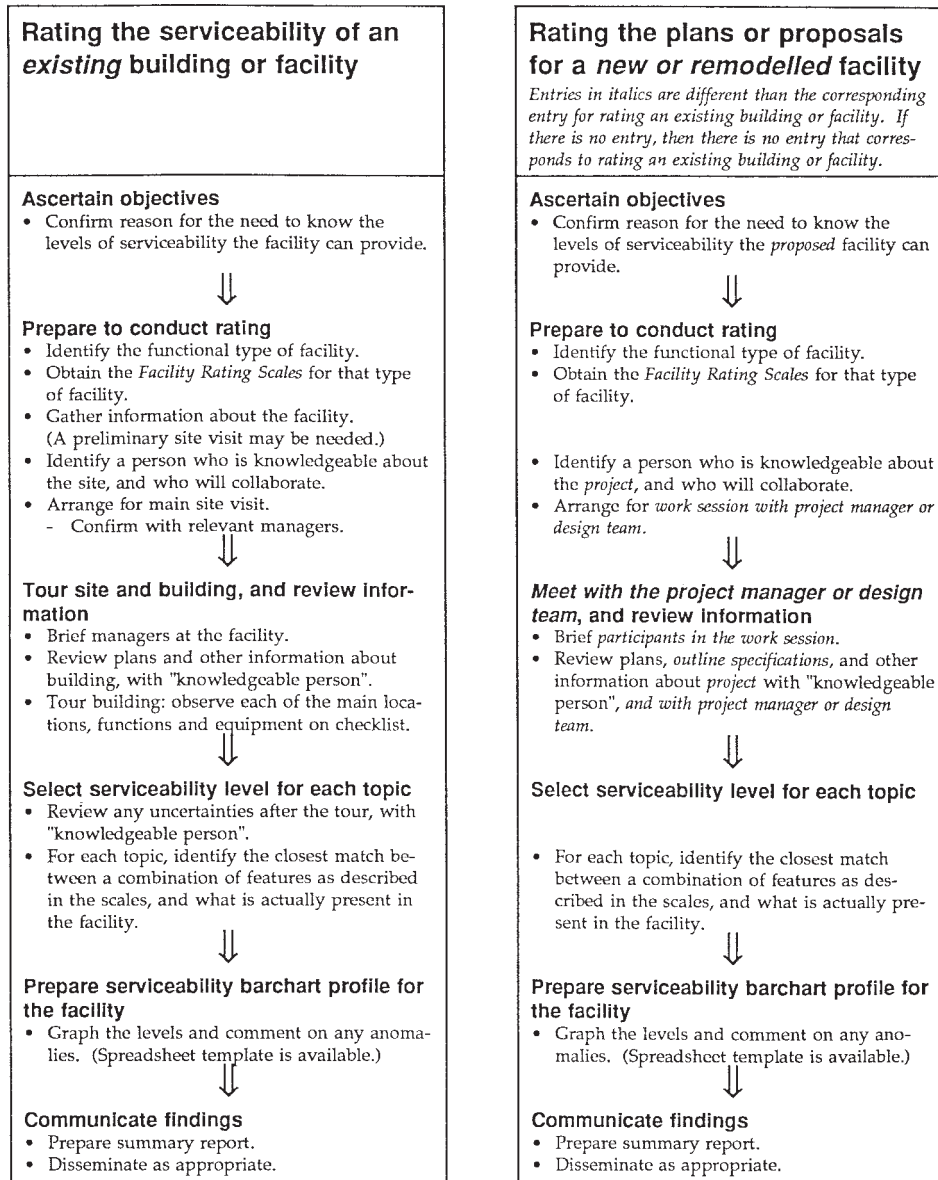 Rating the serviceability of an
existing building or facility
Ascertain objectives
• Confirm reason for the need to know the
levels of serviceability the facility can provide.
⇓
Prepare to conduct rating
• Identify the functional type of facility.
• Obtain the Facility Rating Scales for that type
of facility.
• Gather information about the facility.
(A preliminary site visit may be needed.)
• Identify a person who is knowledgeable about
the site, and who will collaborate.
• Arrange for main site visit.
- Confirm with relevant managers.
⇓
Tour site and building, and review infor-
mation
• Brief managers at the facility.
• Review plans and other information about
building, with "knowledgeable person".
• Tour building: observe each of the main loca-
tions, functions and equipment on checklist.
⇓
Select serviceability level for each topic
• Review any uncertainties after the tour, with
"knowledgeable person".
• For each topic, identify the closest match be-
tween a combination of features as described
in the scales, and what is actually present in
the facility.
⇓
Prepare serviceability barchart profile for
the facility
• Graph the levels and comment on any anoma-
lies. (Spreadsheet template is available.)
⇓
Communicate findings
• Prepare summary report.
• Disseminate as appropriate.
Rating the plans or proposals
for a new or remodelled facility
Entries in italics are different than the corresponding
entry for rating an existing building or facility. If
there is no entry, then there is no entry that corres-
ponds to rating an existing building or facility.
Ascertain objectives
• Confirm reason for the need to know the
levels of serviceability the proposed facility can
provide.
⇓
Prepare to conduct rating
• Identify the functional type of facility.
• Obtain the Facility Rating Scales for that type
of facility.
• Identify a person who is knowledgeable about
the project, and who will collaborate.
• Arrange for work session with project manager or
design team.
⇓
Meet with the project manager or design
team, and review information
• Brief participants in the work session.
• Review plans, outline specifications, and other
information about project with "knowledgeable
person", and with project manager or design
team.
⇓
Select serviceability level for each topic
• For each topic, identify the closest match
between a combination of features as des-
cribed in the scales, and what is actually pre-
sent in the facility.
⇓
Prepare serviceability barchart profile for
the facility
• Graph the levels and comment on any ano-
malies. (Spreadsheet template is available.)
⇓
Communicate findings
• Prepare summary report.
• Disseminate as appropriate.